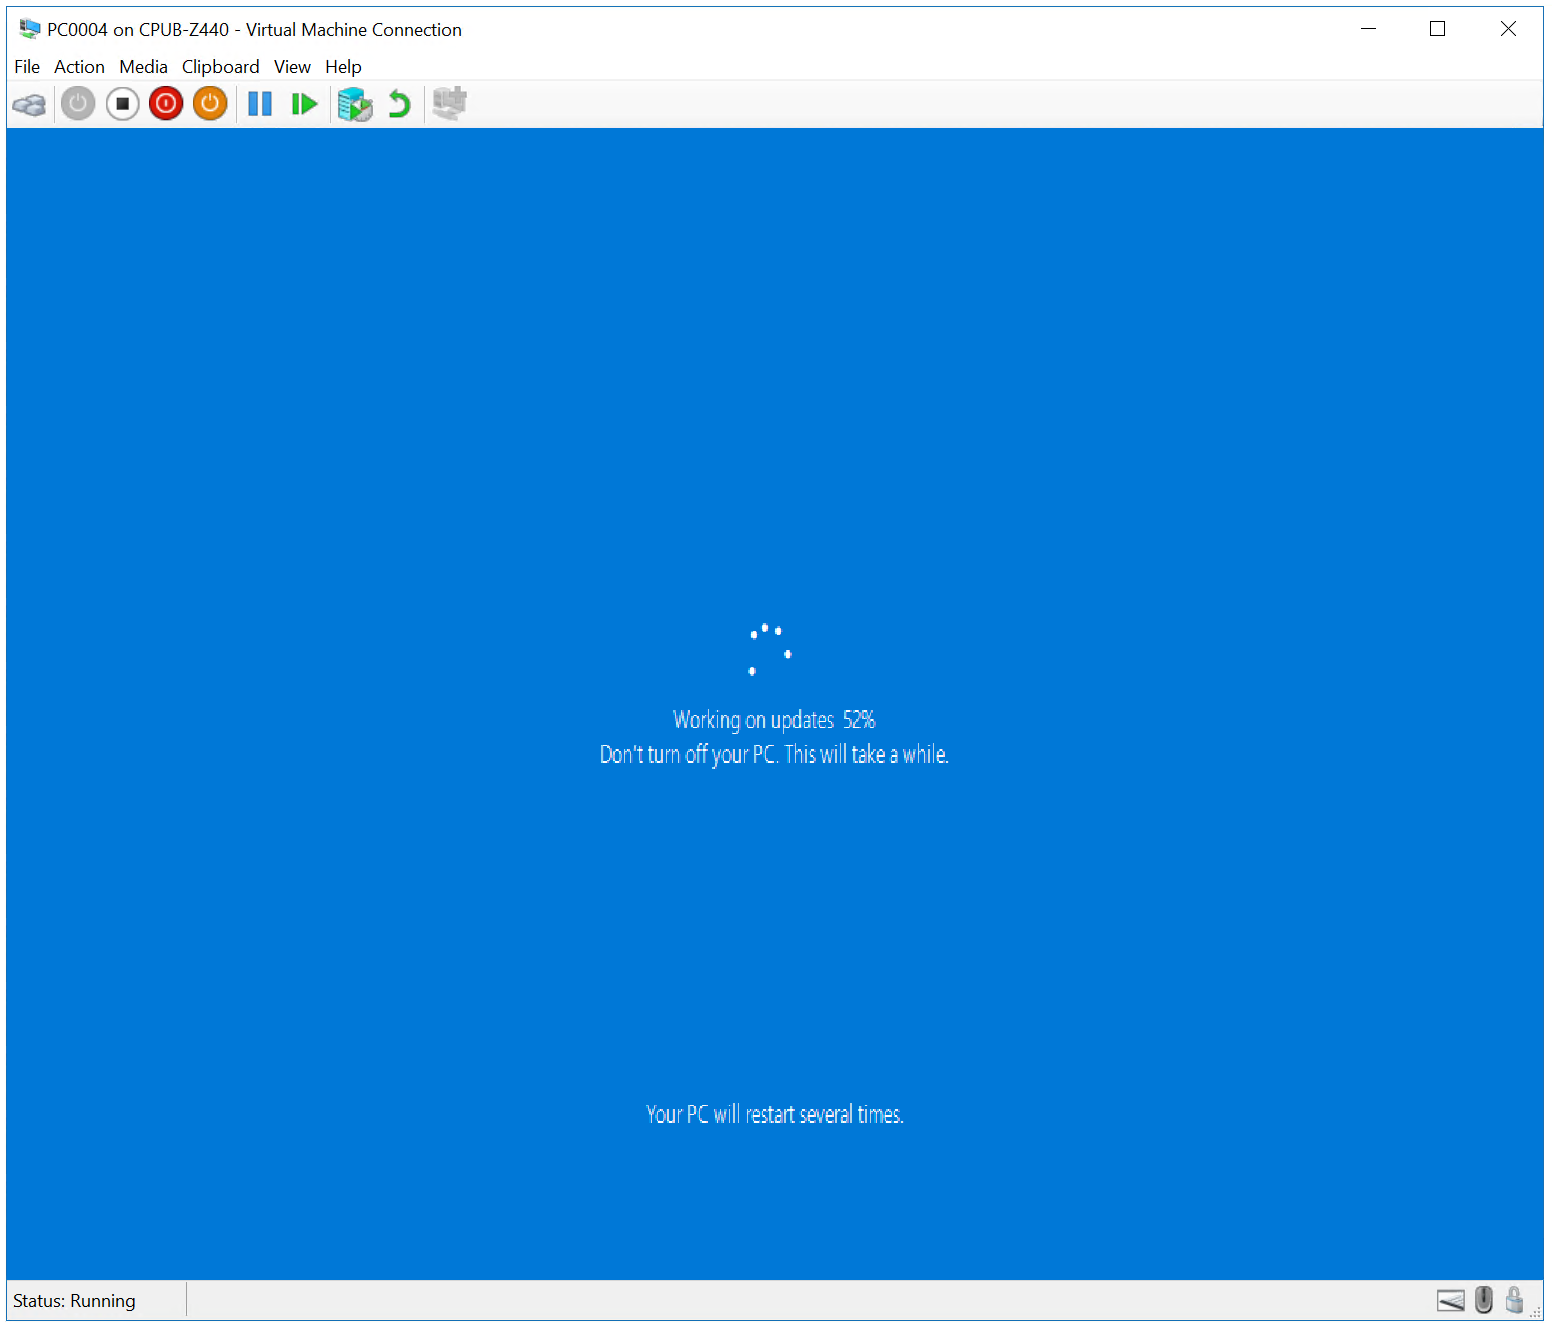 PC0004 on CPUB-Z440 - Virtual Machine Connection
File Action Media Clipboard View Help
Working on updates 52%
Don't turn off your PC. This will take a while.
Your PC will restart several times.
Status: Running